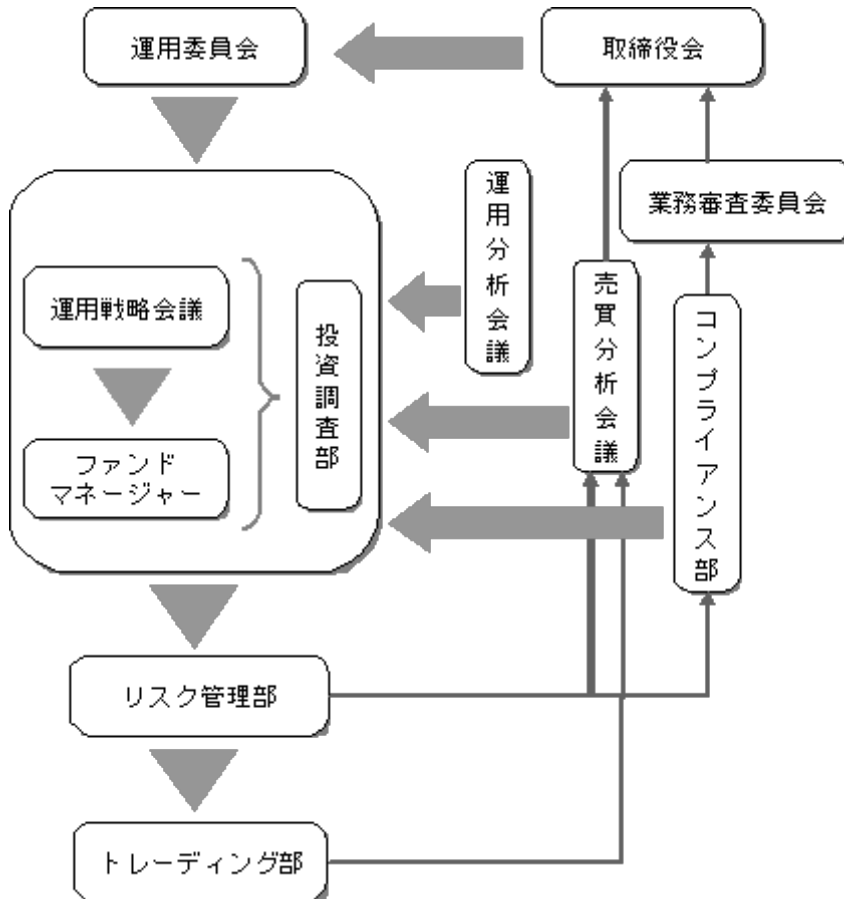 運用委員会
取締役会
運用分析会議
業務審査委員会
売買分析会議
コンプライアンス部
運用戦略会議
投資調査部
ファンド
マネージャー
リスク管理部
トレーディング部